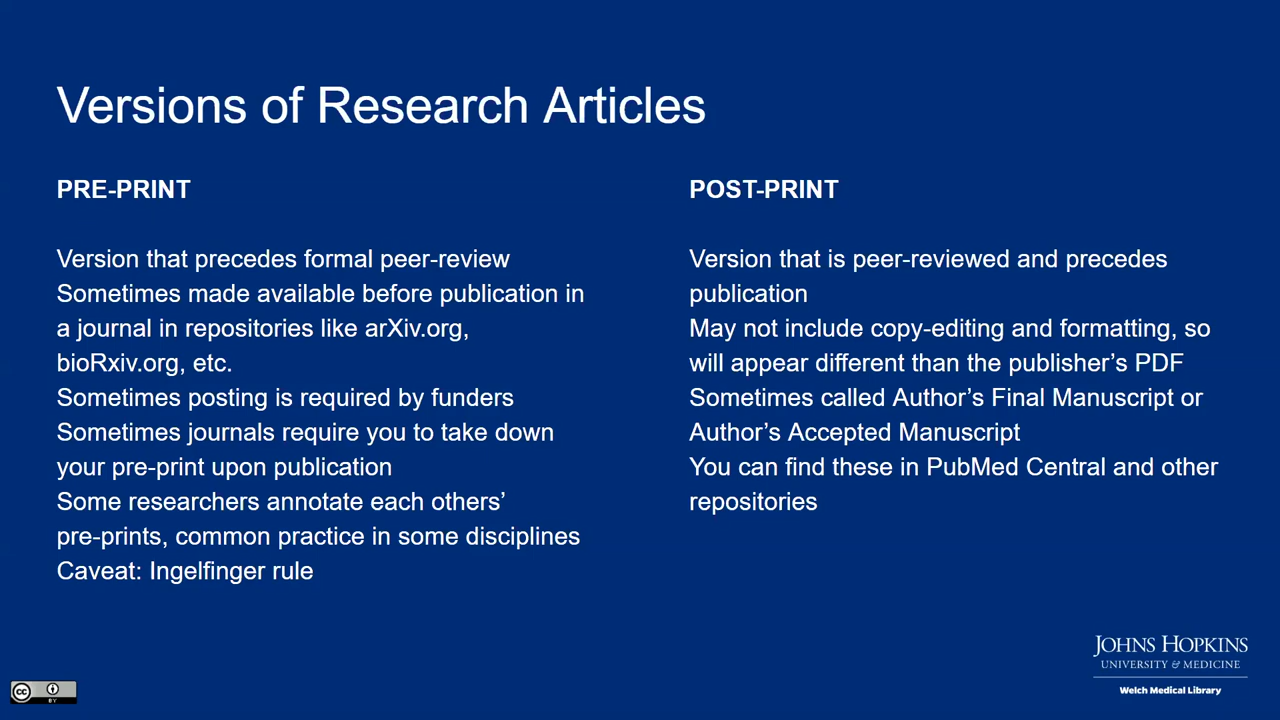 Versions of Research Articles
PRE-PRINT
Version that precedes formal peer-review
Sometimes made available before publication in
a journal in repositories like arXiv.org,
bioRxiv.org, etc.
Sometimes posting is required by funders
Sometimes journals require you to take down
your pre-print upon publication
Some researchers annotate each others’
pre-prints, common practice in some disciplines
Caveat: Ingelfinger rule
POST-PRINT
Version that is peer-reviewed and precedes
publication
May not include copy-editing and formatting, so
will appear different than the publisher’s PDF
Sometimes called Author’s Final Manuscript or
Author’s Accepted Manuscript
You can find these in PubMed Central and other
repositories
JOHNS HOPKINS
UNIVERSITY & MEDICINE
Welch Medical Library
cc
BY